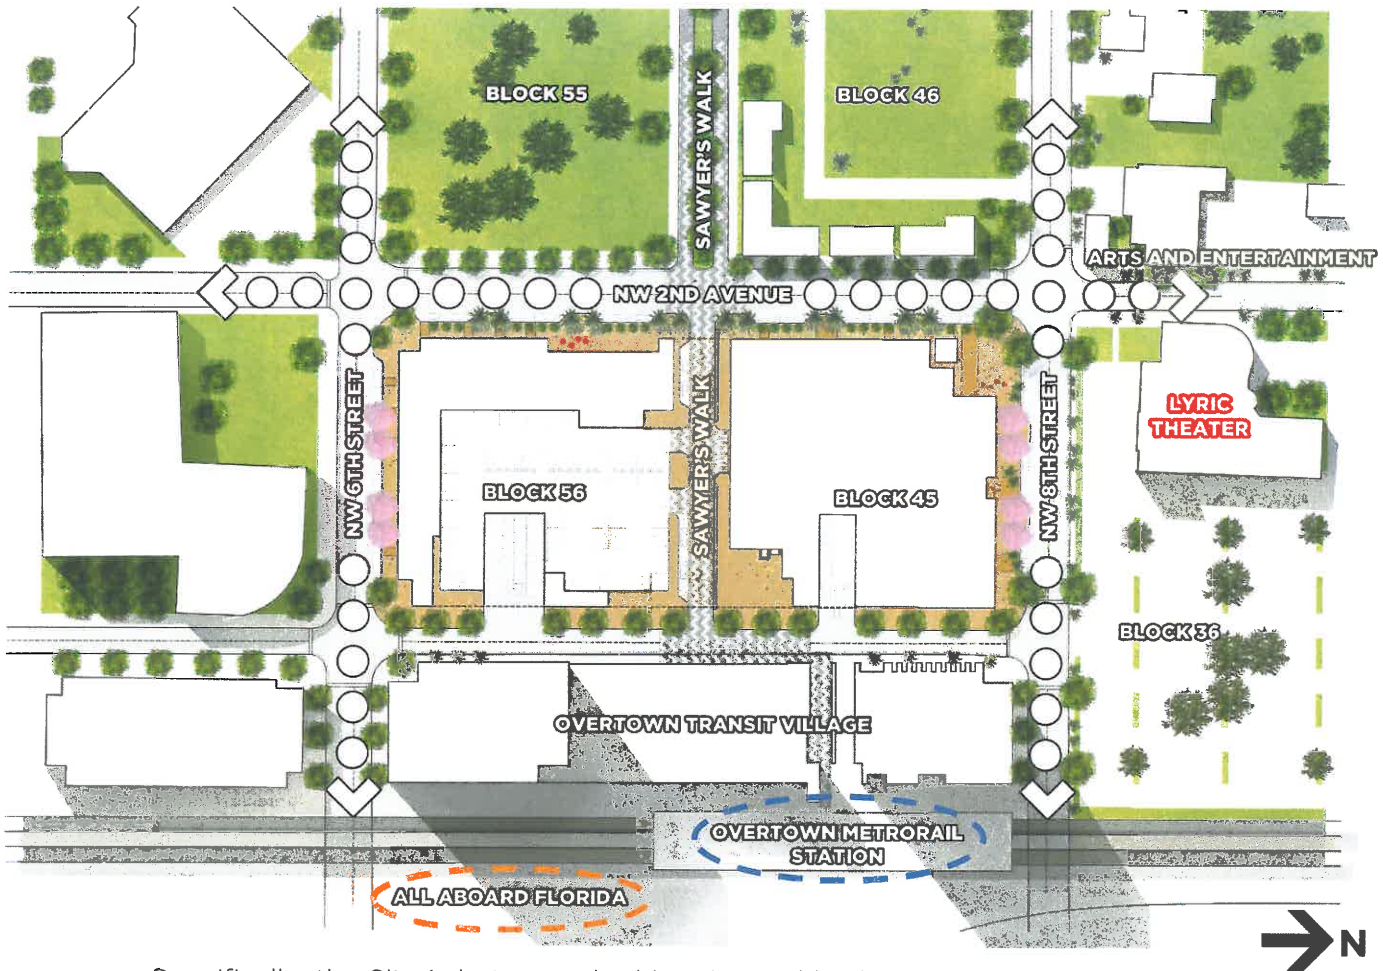 BLOCK 55
SAWYER'S WALK
BLOCK 46
ARTS AND ENTERTAINMENT
NW 2ND AVENUE
NW 6TH STREET
SAWYER'S WALK
NW 8TH STREET
LYRIC
THEATER
BLOCK 56
BLOCK 45
BLOCK 36
OVERTOWN TRANSIT VILLAGE
OVERTOWN METRORAIL
STATION
ALL ABOARD FLORIDA
N